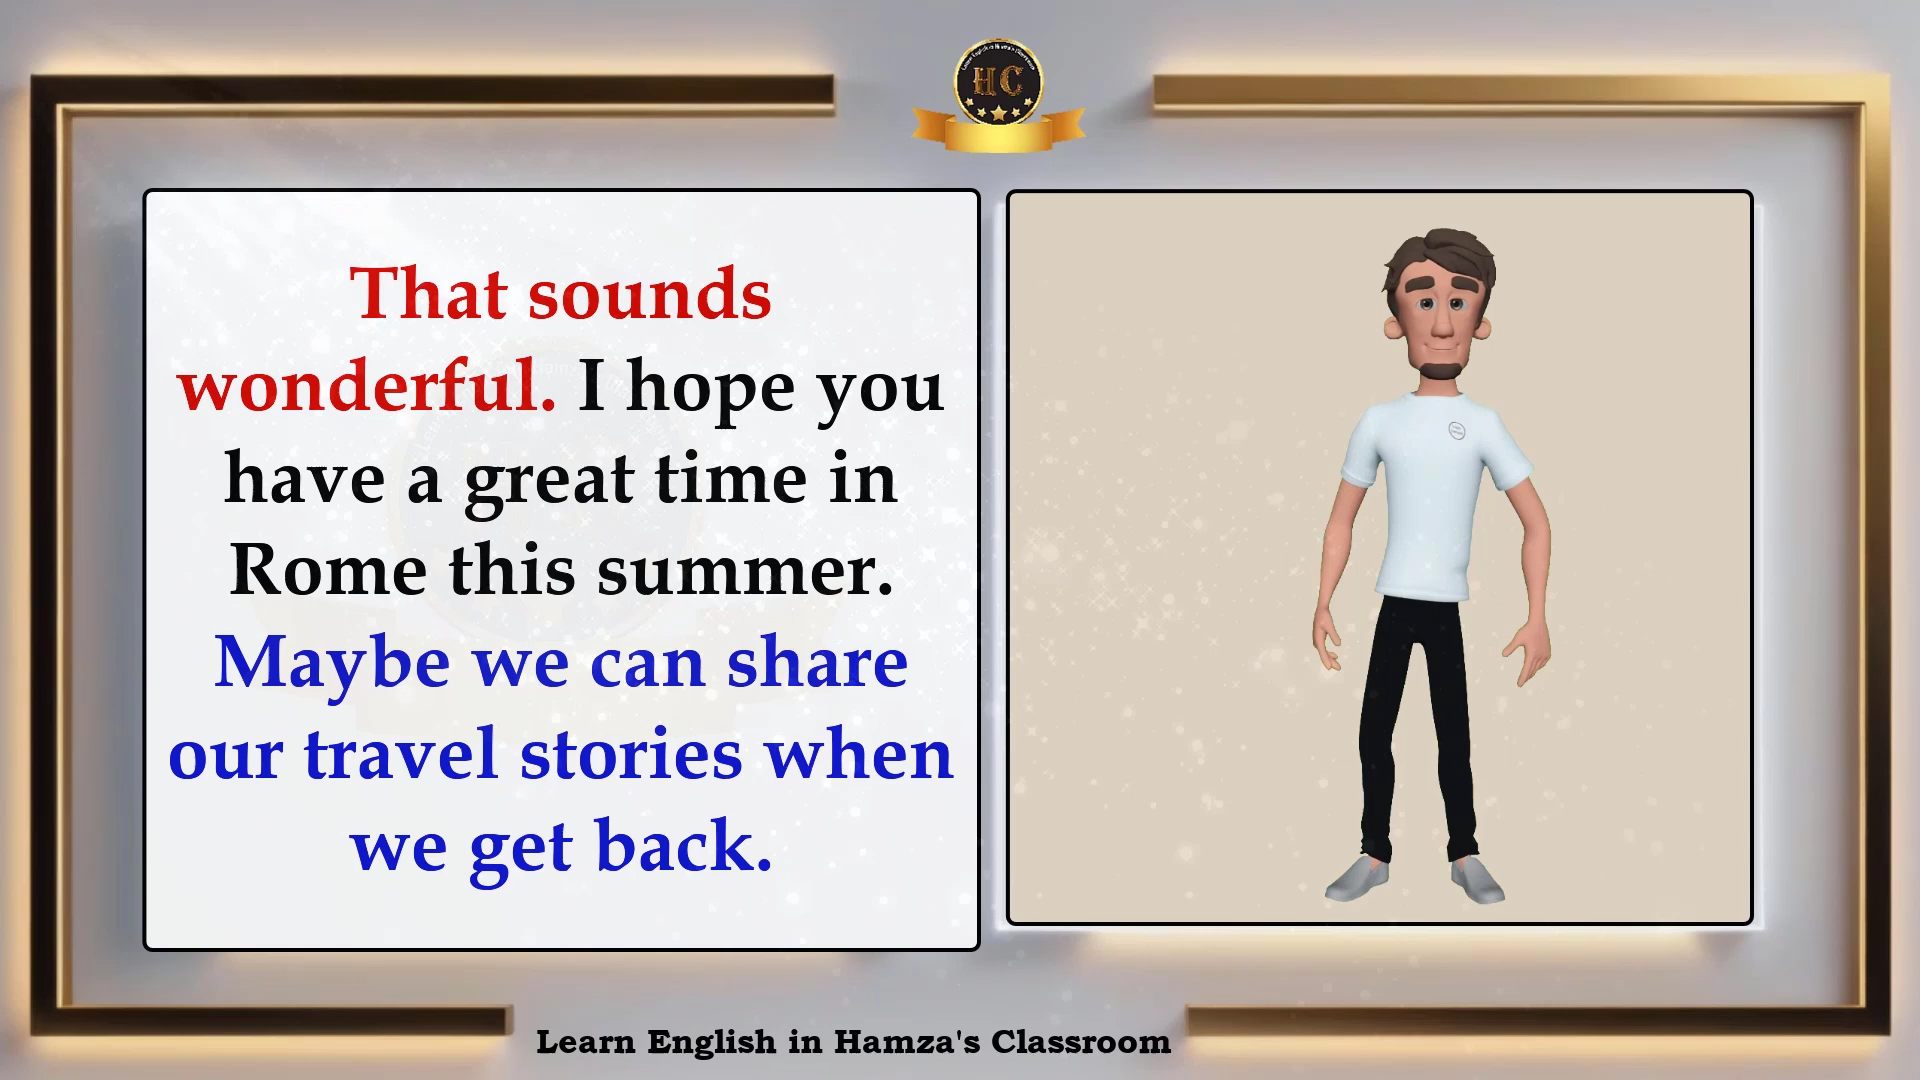 HC
That sounds
wonderful. I hope you
have a great time in
Rome this summer.
Maybe we can share
our travel stories when
we get back.
Learn English in Hamza's Classroom